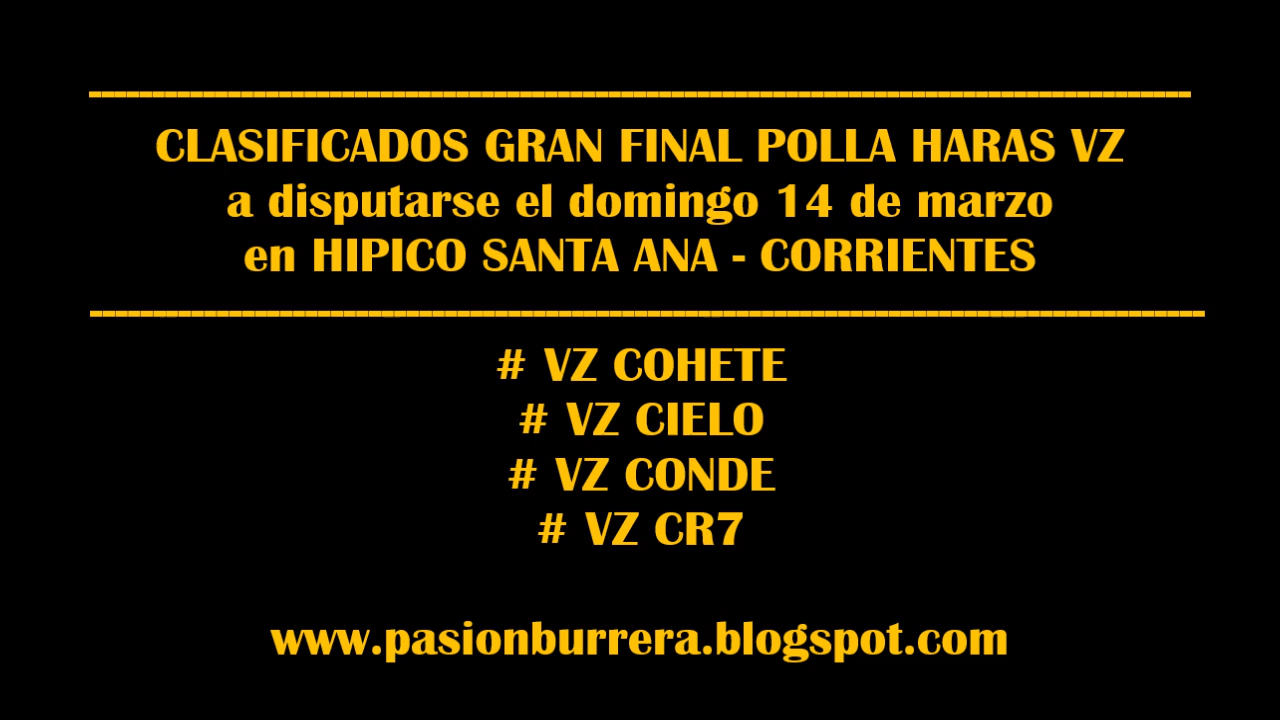 CLASIFICADOS GRAN FINAL POLLA HARAS VZ
a disputarse el domingo 14 de marzo
en HIPICO SANTA ANA - CORRIENTES
# VZ COHETE
# VZ CIELO
# VZ CONDE
# VZ CR7
www.pasionburrera.blogspot.com